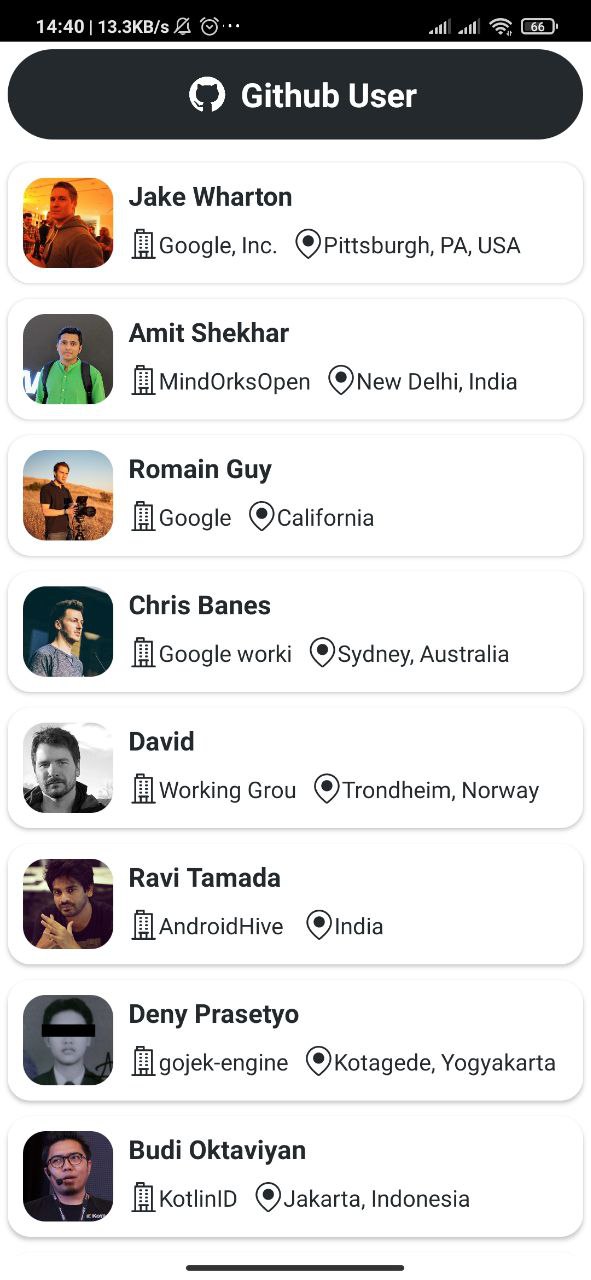 14:40 | 13.3KB/s
66
Github User
Jake Wharton
Google, Inc. Pittsburgh, PA, USA
Amit Shekhar
MindOrksOpen New Delhi, India
Romain Guy
Google California
Chris Banes
Google worki Sydney, Australia
David
Working Grou Trondheim, Norway
Ravi Tamada
AndroidHive India
Deny Prasetyo
gojek-engine Kotagede, Yogyakarta
Budi Oktaviyan
KotlinID Jakarta, Indonesia